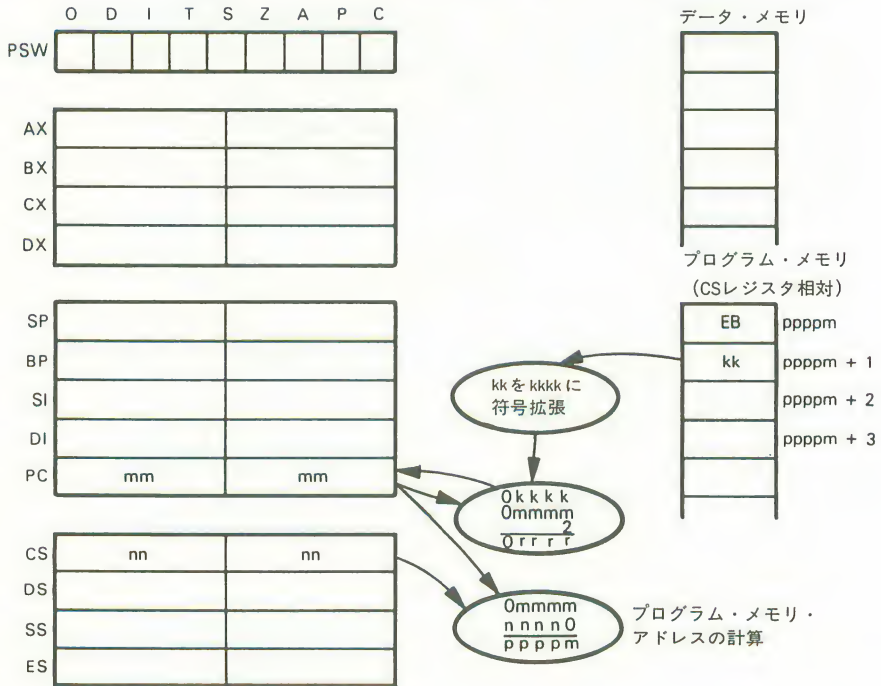 O D I T S Z A P C
PSW
AX
BX
CX
DX
SP
BP
SI
DI
PC mm mm
CS nn nn
DS
SS
ES
データ・メモリ
プログラム・メモリ
(CSレジスタ相対)
EB ppppm
kk ppppm + 1
ppppm + 2
ppppm + 3
kkをkkkkに
符号拡張
0kkkk
0mmmm
2
0rrrr
0mmmm
nnnn0
ppppm
プログラム・メモリ・
アドレスの計算